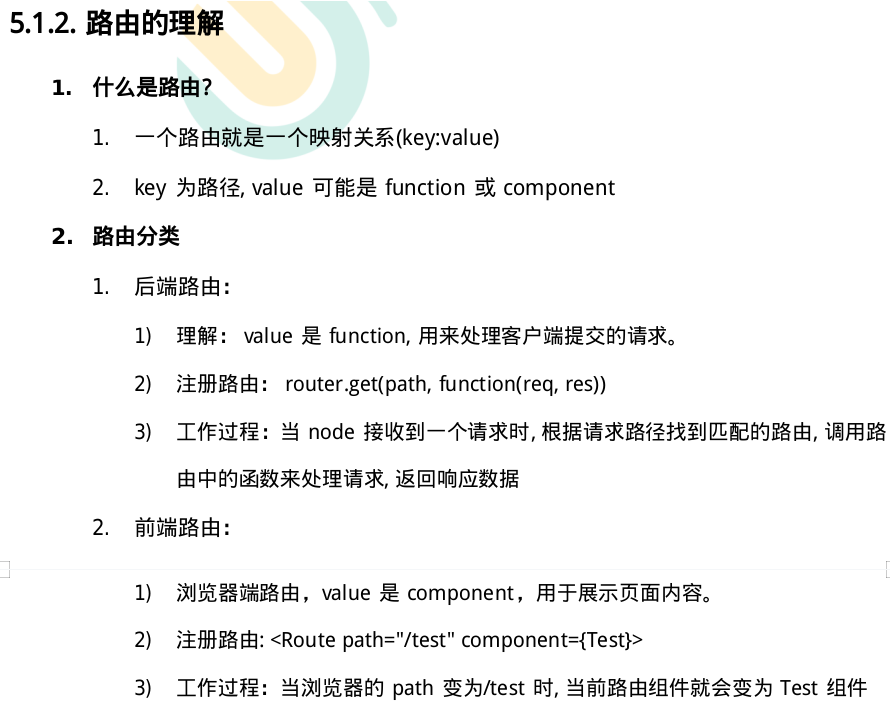 5.1.2. 路由的理解
1. 什么是路由?
1. 一个路由就是一个映射关系(key:value)
2. key 为路径, value 可能是 function 或 component
2. 路由分类
1. 后端路由：
1) 理解： value 是 function, 用来处理客户端提交的请求。
2) 注册路由： router.get(path, function(req, res))
3) 工作过程：当 node 接收到一个请求时, 根据请求路径找到匹配的路由, 调用路
由中的函数来处理请求, 返回响应数据
2. 前端路由：
1) 浏览器端路由，value 是 component，用于展示页面内容。
2) 注册路由: <Route path="/test" component={Test}>
3) 工作过程：当浏览器的 path 变为/test 时, 当前路由组件就会变为 Test 组件